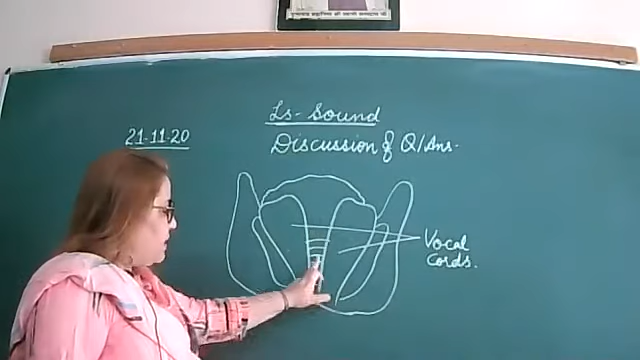 Ls- Sound
21-11-20
Discussion of Q/Ans.
Vocal
Cords.